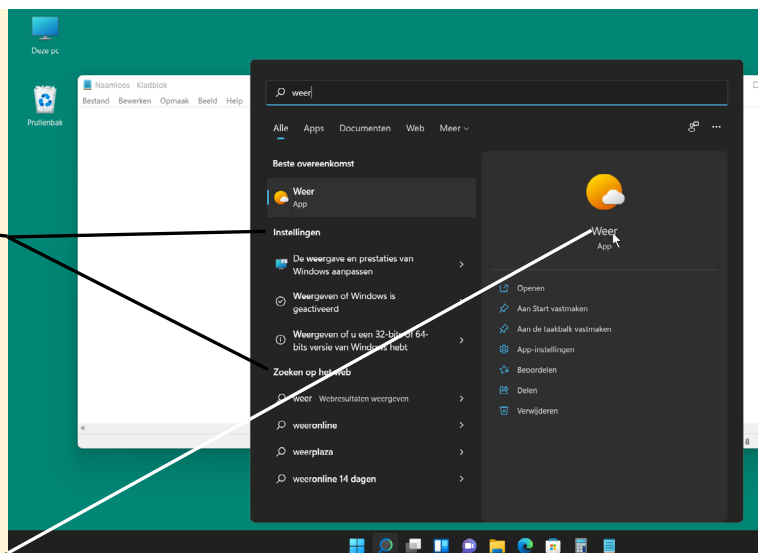 Deze pc
Prullenbak
Naamloos - Kladblok
Bestand Bewerken Opmaak Beeld Help
weer
Alle Apps Documenten Web Meer
Beste overeenkomst
Weer
App
Instellingen
De weergave en prestaties van
Windows aanpassen
Weergeven of Windows is
geactiveerd
Weergeven of u een 32-bits of 64-
bits versie van Windows hebt
Zoeken op het web
weer Webresultaten weergeven
weeronline
weerplaza
weeronline 14 dagen
Weer
App
Openen
Aan Start vastmaken
Aan de taakbalk vastmaken
App-instellingen
Beoordelen
Delen
Verwijderen
8